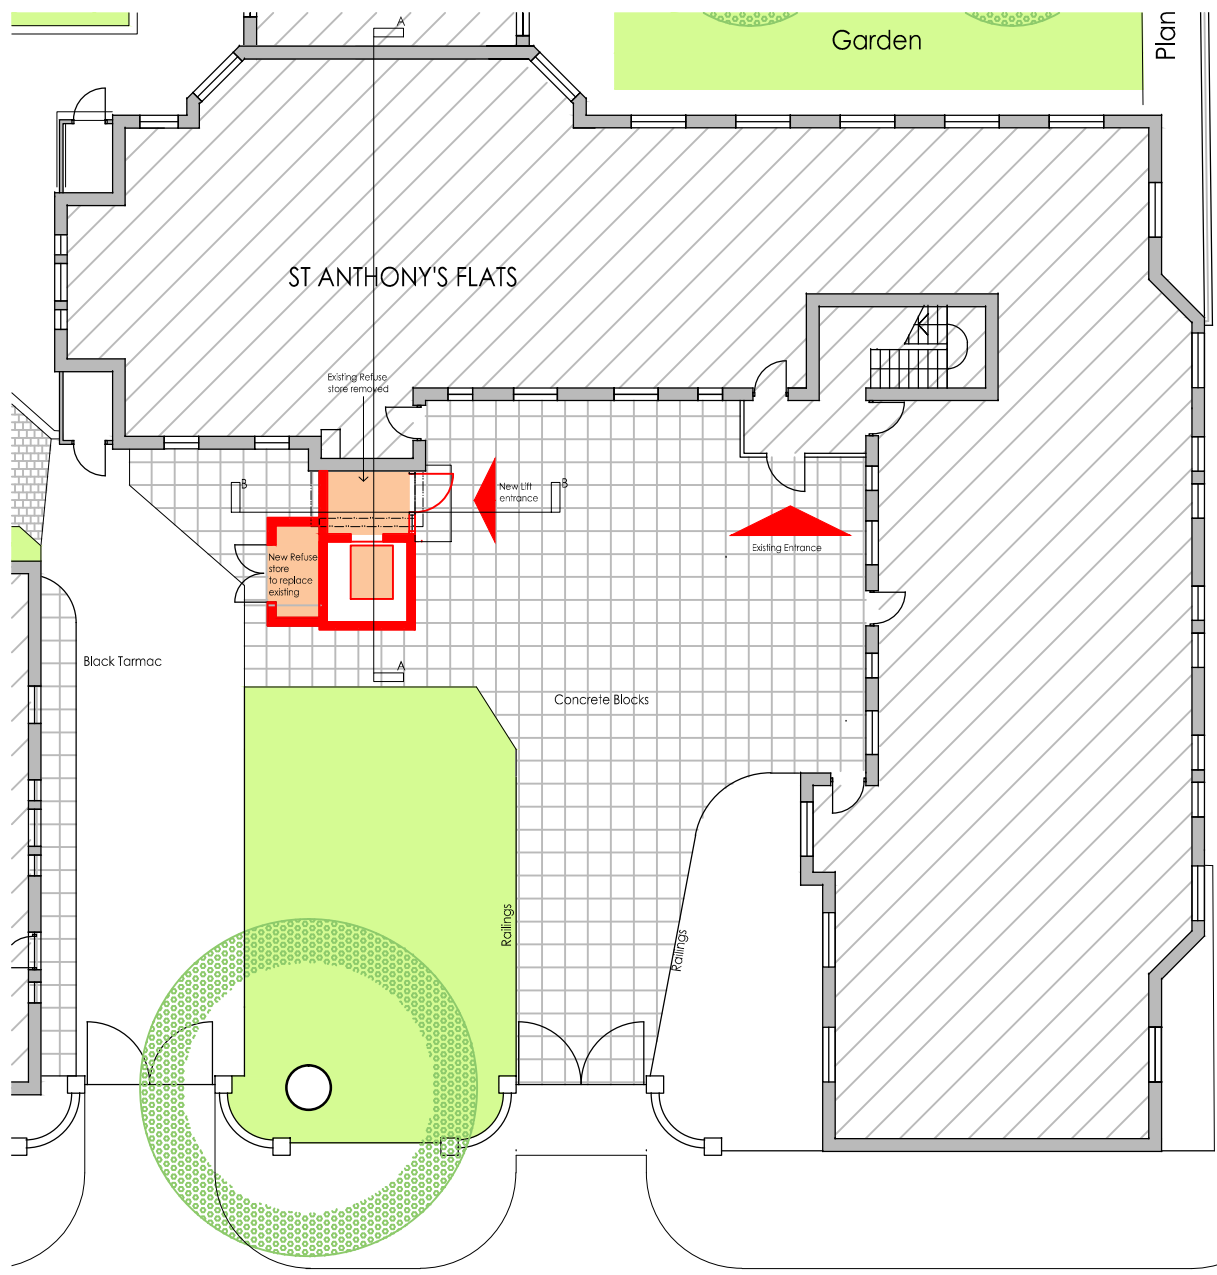 A
Garden
Plan
ST ANTHONY'S FLATS
Existing Refuse
store removed
B
New Lift
entrance
B
Existing Entrance
New Refuse
store
to replace
existing
Black Tarmac
A
Concrete Blocks
Railings
Railings